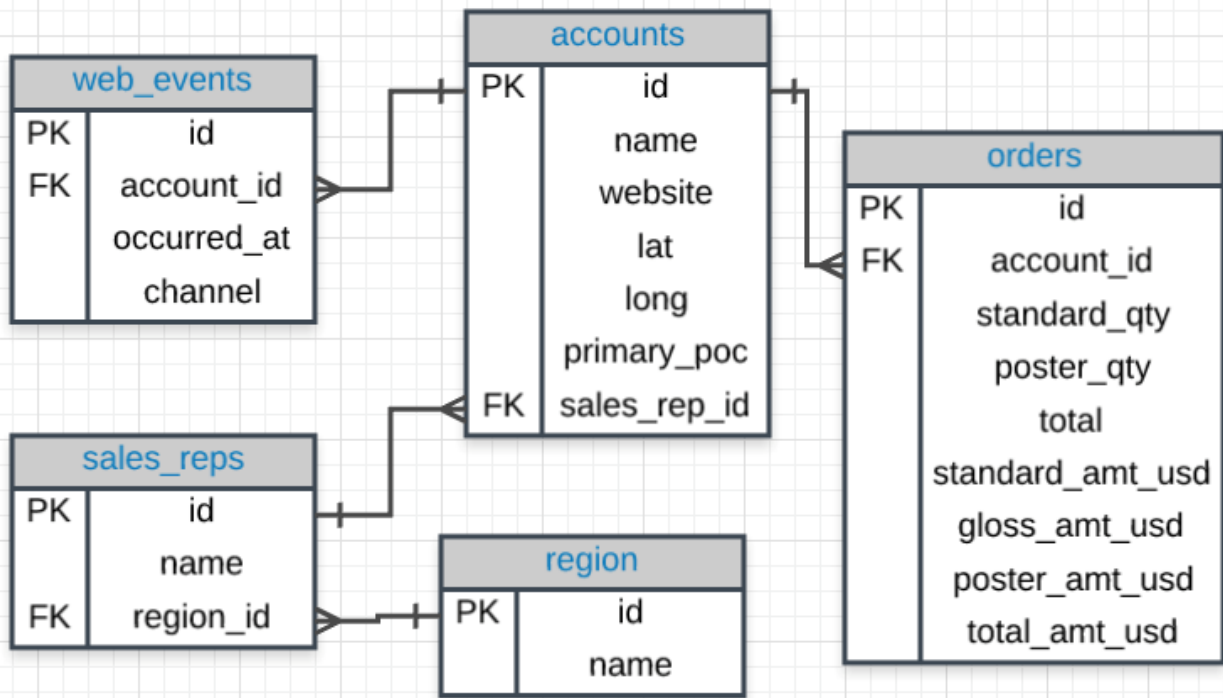 web_events
PK id
FK account_id
occurred_at
channel
accounts
PK id
name
website
lat
long
primary_poc
FK sales_rep_id
orders
PK id
FK account_id
standard_qty
poster_qty
total
standard_amt_usd
gloss_amt_usd
poster_amt_usd
total_amt_usd
sales_reps
PK id
name
FK region_id
region
PK id
name